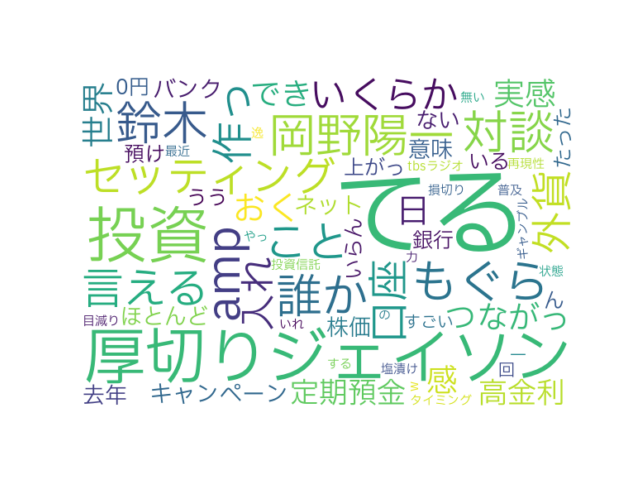 0円
バンク
でき
いくらか
無い
実感
世界
鈴木
作っ
逸
岡野陽一
ない
対談
たった
預け
最近
意味
セッティング
上がっ
tbsラジオ
いる
再現性
うう
おく
ネット
てる
損切り
普及
外貨
投資
amp
こと
日
銀行
ギャンブル
やっ
いらん
投資信託
カ
状態
言える
入れ
誰か
口座
もぐら
ん
目減り
ほとんど
いれ
株価
の
すごい
つながっ
厚切りジェイソン
一
回
する
塩漬け
去年
キャンペーン
定期預金
感
w
タイミング
高金利